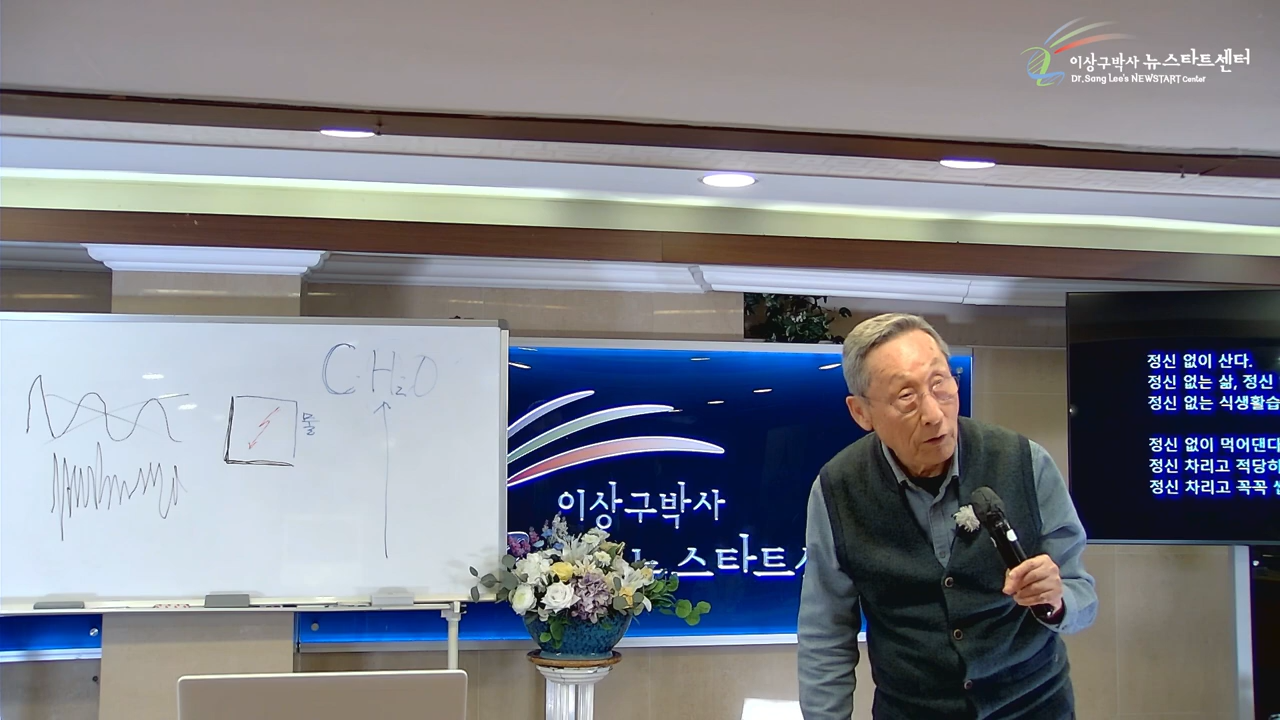 이상구박사 뉴스타트센터
Dr. Sang Lee's NEWSTART Center
C·H₂O
물
이상구박사
스타트
정신 없이 산다.
정신 없는 삶, 정신
정신 없는 식생활습
정신 없이 먹어댄다
정신 차리고 적당히
정신 차리고 꼭꼭